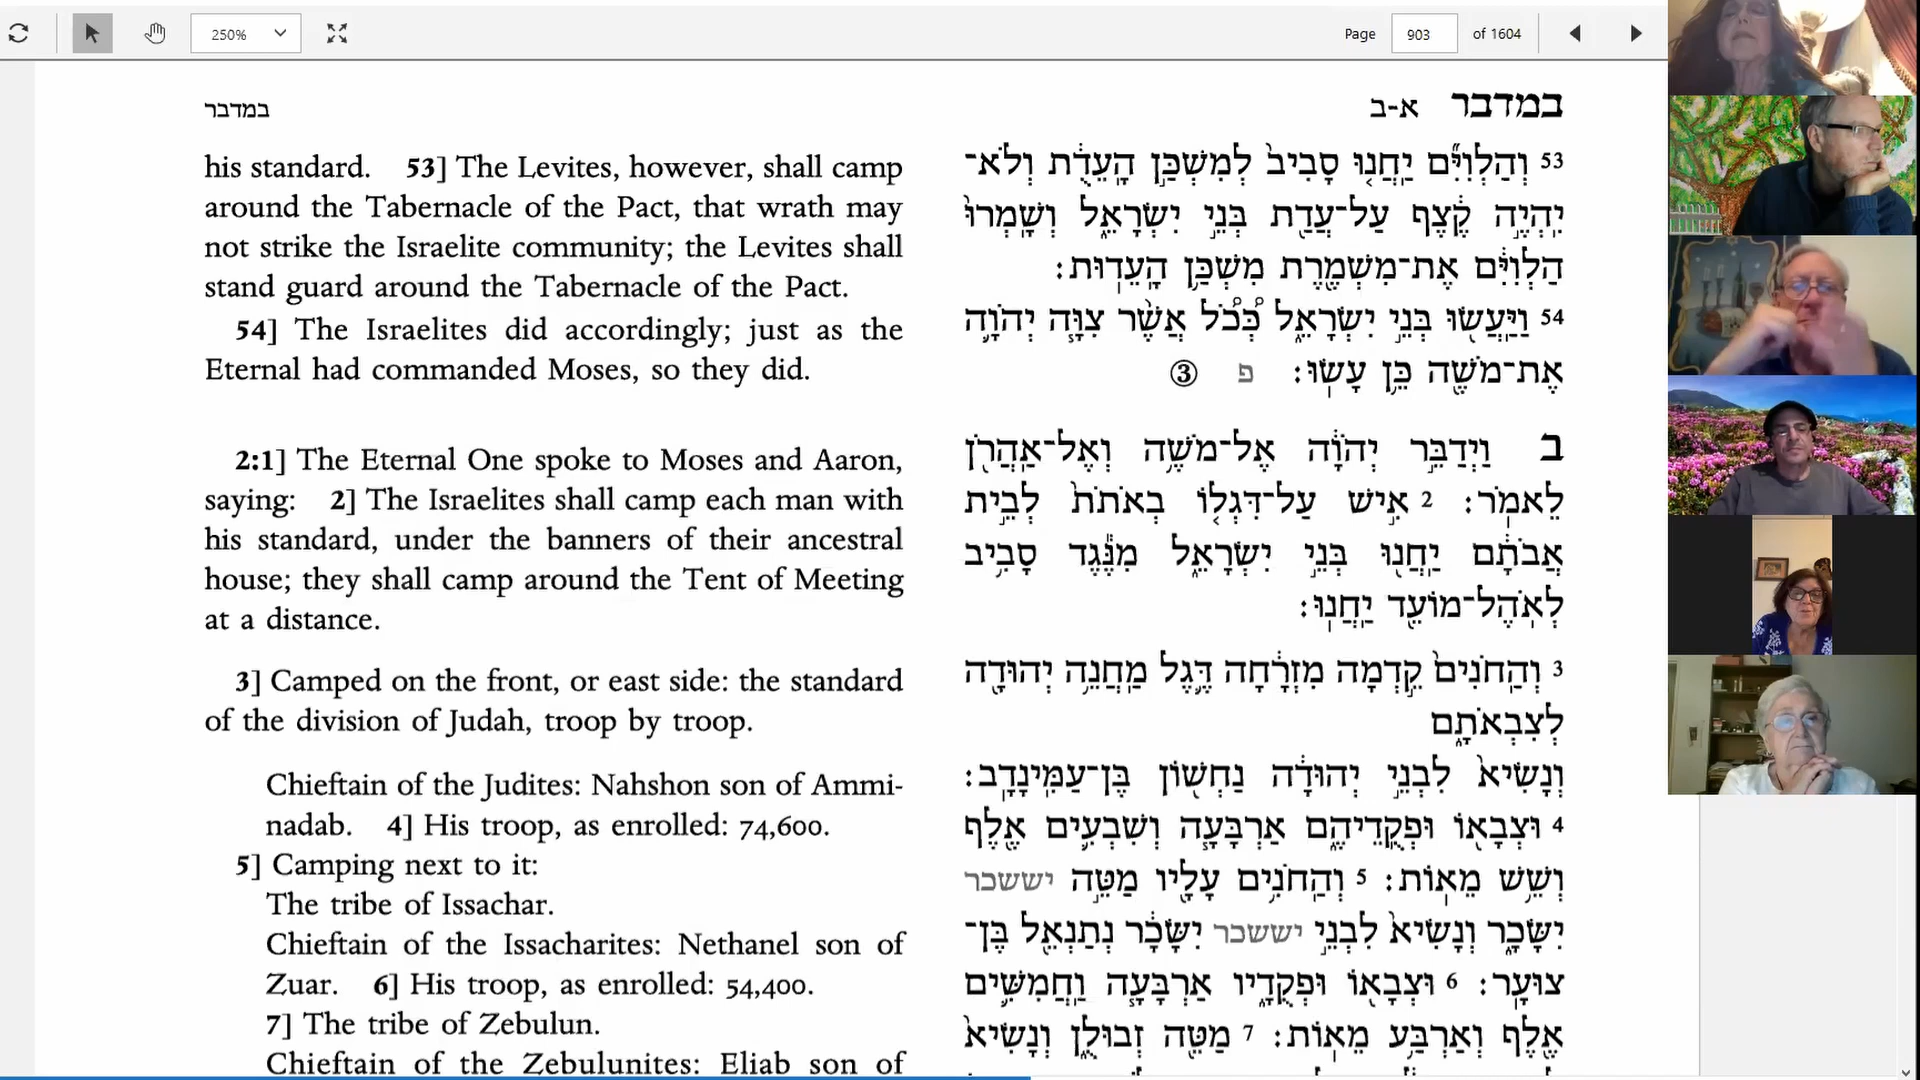 250%
Page 903 of 1604
במדבר
his standard. 53] The Levites, however, shall camp
around the Tabernacle of the Pact, that wrath may
not strike the Israelite community; the Levites shall
stand guard around the Tabernacle of the Pact.
54] The Israelites did accordingly; just as the
Eternal had commanded Moses, so they did.
2:1] The Eternal One spoke to Moses and Aaron,
saying: 2] The Israelites shall camp each man with
his standard, under the banners of their ancestral
house; they shall camp around the Tent of Meeting
at a distance.
3] Camped on the front, or east side: the standard
of the division of Judah, troop by troop.
Chieftain of the Judites: Nahshon son of Ammi-
nadab. 4] His troop, as enrolled: 74,600.
5] Camping next to it:
The tribe of Issachar.
Chieftain of the Issacharites: Nethanel son of
Zuar. 6] His troop, as enrolled: 54,400.
7] The tribe of Zebulun.
Chieftain of the Zebulunites: Eliab son of
במדבר א-ב
53 וְהַלְוִיִּ֞ם יַחֲנ֤וּ סָבִיב֙ לְמִשְׁכַּ֣ן הָעֵדֻ֔ת וְלֹא־
יִהְיֶ֣ה קֶ֔צֶף עַל־עֲדַ֖ת בְּנֵ֣י יִשְׂרָאֵ֑ל וְשָׁמְרוּ֙
הַלְוִיִּ֔ם אֶת־מִשְׁמֶ֖רֶת מִשְׁכַּ֥ן הָעֵדֽוּת׃
54 וַֽיַּעֲשׂ֖וּ בְּנֵ֣י יִשְׂרָאֵ֑ל כְּ֠כֹ֠ל אֲשֶׁ֨ר צִוָּ֧ה יְהֹוָ֛ה
אֶת־מֹשֶׁ֖ה כֵּ֥ן עָשֽׂוּ׃ פ ③
ב וַיְדַבֵּ֣ר יְהֹוָ֔ה אֶל־מֹשֶׁ֥ה וְאֶֽל־אַהֲרֹ֖ן
לֵאמֹֽר׃ 2 אִ֣ישׁ עַל־דִּגְל֤וֹ בְאֹתֹת֙ לְבֵ֣ית
אֲבֹתָ֔ם יַחֲנ֖וּ בְּנֵ֣י יִשְׂרָאֵ֑ל מִנֶּ֕גֶד סָבִ֥יב
לְאֹֽהֶל־מוֹעֵ֖ד יַחֲנֽוּ׃
3 וְהַחֹנִים֙ קֵ֣דְמָה מִזְרָ֔חָה דֶּ֛גֶל מַחֲנֵ֥ה יְהוּדָ֖ה
לְצִבְאֹתָ֑ם
וְנָשִׂיא֙ לִבְנֵ֣י יְהוּדָ֔ה נַחְשׁ֖וֹן בֶּן־עַמִּינָדָֽב׃
4 וּצְבָא֖וֹ וּפְקֻדֵיהֶ֑ם אַרְבָּעָ֧ה וְשִׁבְעִ֛ים אֶ֖לֶף
וְשֵׁ֥שׁ מֵאֽוֹת׃ 5 וְהַחֹנִ֥ים עָלָ֖יו מַטֵּ֣ה יששכר
יִשָּׂכָ֑ר וְנָשִׂיא֙ לִבְנֵ֣י יששכר יִשָּׂכָ֔ר נְתַנְאֵ֖ל בֶּן־
צוּעָֽר׃ 6 וּצְבָא֖וֹ וּפְקֻדָ֑יו אַרְבָּעָ֧ה וַחֲמִשִּׁ֛ים
אֶ֖לֶף וְאַרְבַּ֥ע מֵאֽוֹת׃ 7 מַטֵּ֖ה זְבוּלֻ֑ן וְנָשִׂיא֙